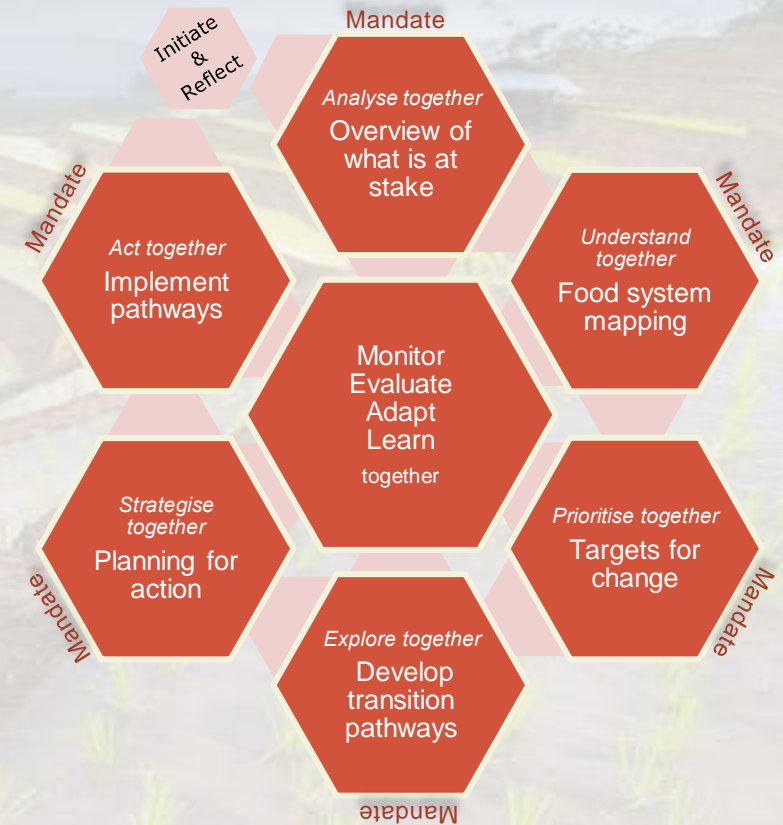 Mandate
Initiate
&
Reflect
Analyse together
Overview of
what is at
stake
Mandate
Understand
together
Food system
mapping
Mandate
Prioritise together
Targets for
change
Mandate
Explore together
Develop
transition
pathways
Mandate
Strategise
together
Planning for
action
Mandate
Act together
Implement
pathways
Monitor
Evaluate
Adapt
Learn
together